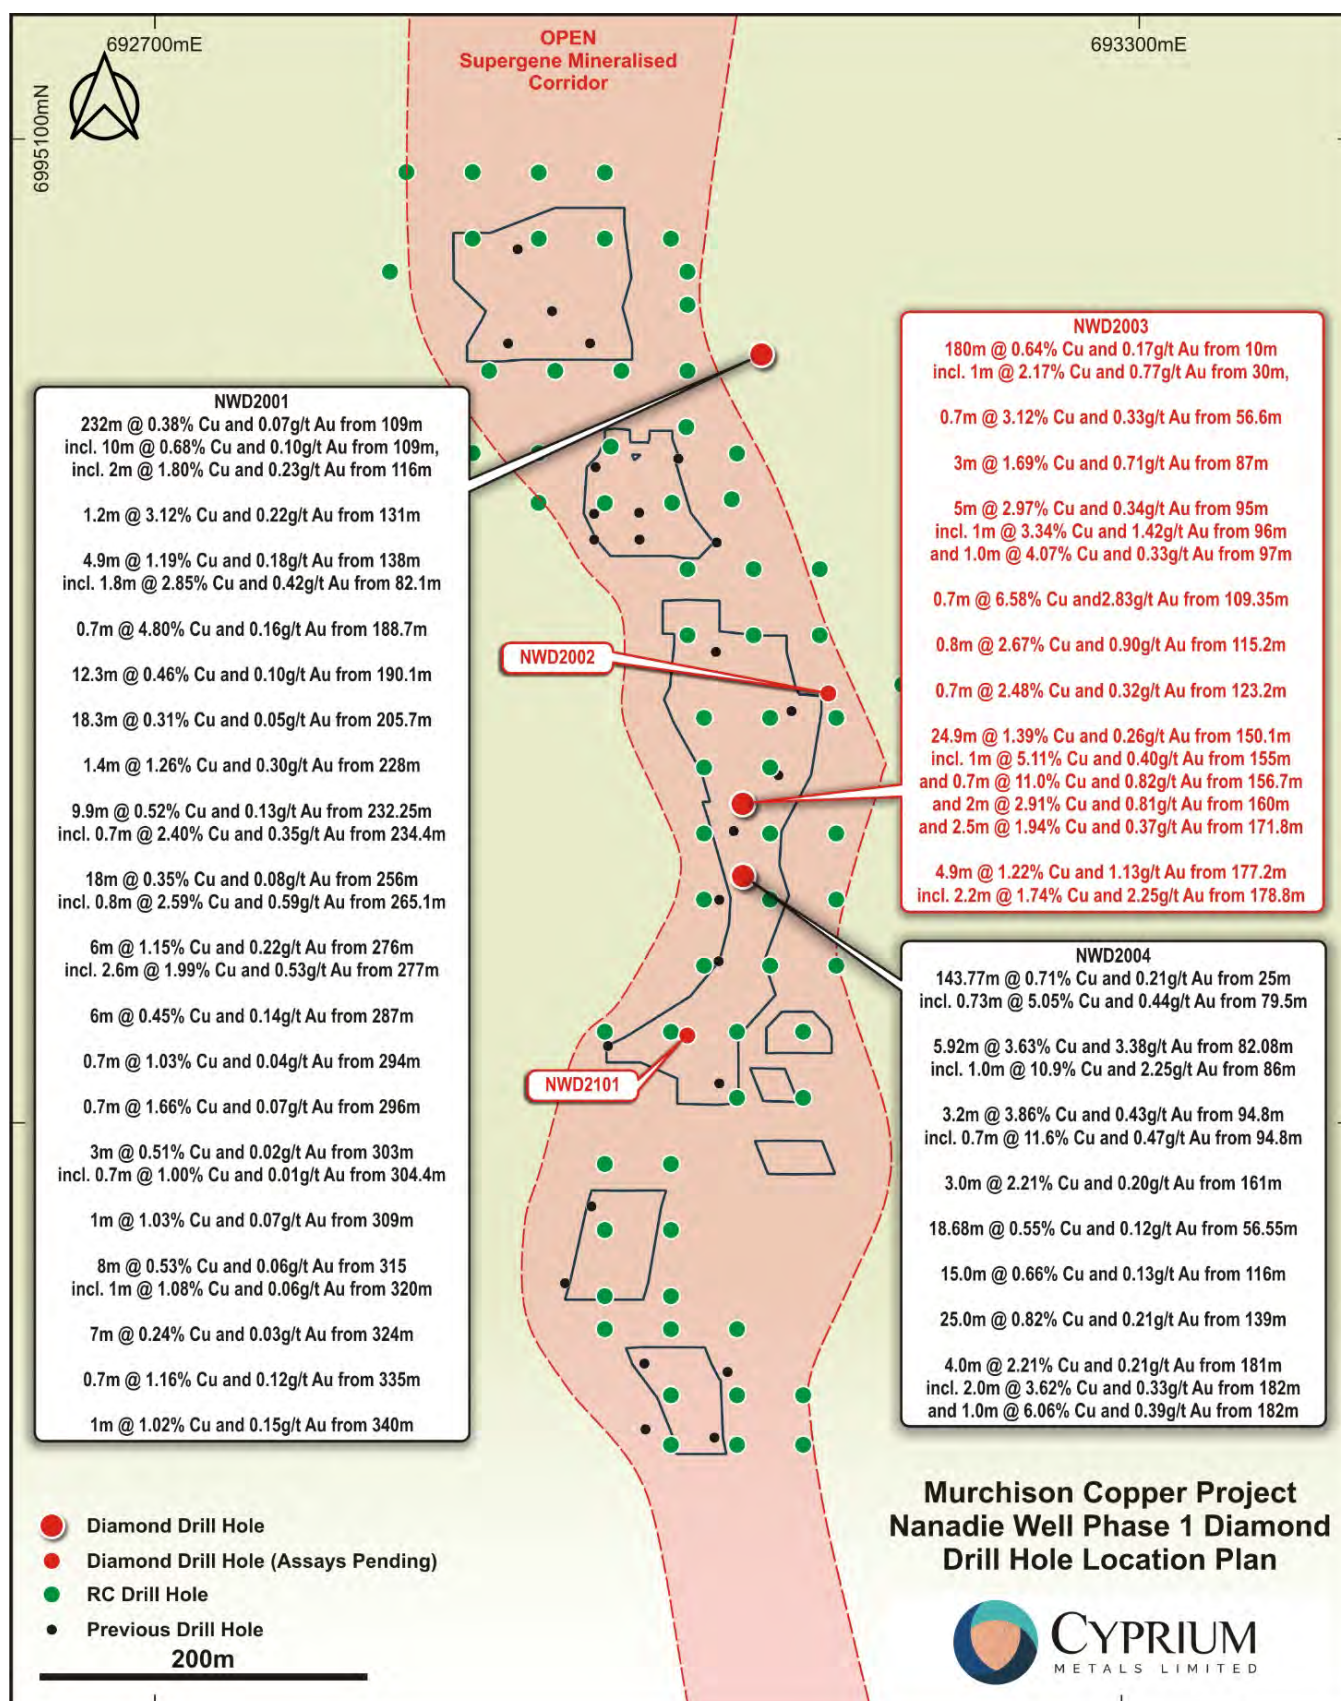 692700mE
693300mE
6995100mN
OPEN
Supergene Mineralised
Corridor
NWD2001
232m @ 0.38% Cu and 0.07g/t Au from 109m
incl. 10m @ 0.68% Cu and 0.10g/t Au from 109m,
incl. 2m @ 1.80% Cu and 0.23g/t Au from 116m
1.2m @ 3.12% Cu and 0.22g/t Au from 131m
4.9m @ 1.19% Cu and 0.18g/t Au from 138m
incl. 1.8m @ 2.85% Cu and 0.42g/t Au from 82.1m
0.7m @ 4.80% Cu and 0.16g/t Au from 188.7m
12.3m @ 0.46% Cu and 0.10g/t Au from 190.1m
18.3m @ 0.31% Cu and 0.05g/t Au from 205.7m
1.4m @ 1.26% Cu and 0.30g/t Au from 228m
9.9m @ 0.52% Cu and 0.13g/t Au from 232.25m
incl. 0.7m @ 2.40% Cu and 0.35g/t Au from 234.4m
18m @ 0.35% Cu and 0.08g/t Au from 256m
incl. 0.8m @ 2.59% Cu and 0.59g/t Au from 265.1m
6m @ 1.15% Cu and 0.22g/t Au from 276m
incl. 2.6m @ 1.99% Cu and 0.53g/t Au from 277m
6m @ 0.45% Cu and 0.14g/t Au from 287m
0.7m @ 1.03% Cu and 0.04g/t Au from 294m
0.7m @ 1.66% Cu and 0.07g/t Au from 296m
3m @ 0.51% Cu and 0.02g/t Au from 303m
incl. 0.7m @ 1.00% Cu and 0.01g/t Au from 304.4m
1m @ 1.03% Cu and 0.07g/t Au from 309m
8m @ 0.53% Cu and 0.06g/t Au from 315
incl. 1m @ 1.08% Cu and 0.06g/t Au from 320m
7m @ 0.24% Cu and 0.03g/t Au from 324m
0.7m @ 1.16% Cu and 0.12g/t Au from 335m
1m @ 1.02% Cu and 0.15g/t Au from 340m
NWD2002
NWD2101
NWD2003
180m @ 0.64% Cu and 0.17g/t Au from 10m
incl. 1m @ 2.17% Cu and 0.77g/t Au from 30m,
0.7m @ 3.12% Cu and 0.33g/t Au from 56.6m
3m @ 1.69% Cu and 0.71g/t Au from 87m
5m @ 2.97% Cu and 0.34g/t Au from 95m
incl. 1m @ 3.34% Cu and 1.42g/t Au from 96m
and 1.0m @ 4.07% Cu and 0.33g/t Au from 97m
0.7m @ 6.58% Cu and2.83g/t Au from 109.35m
0.8m @ 2.67% Cu and 0.90g/t Au from 115.2m
0.7m @ 2.48% Cu and 0.32g/t Au from 123.2m
24.9m @ 1.39% Cu and 0.26g/t Au from 150.1m
incl. 1m @ 5.11% Cu and 0.40g/t Au from 155m
and 0.7m @ 11.0% Cu and 0.82g/t Au from 156.7m
and 2m @ 2.91% Cu and 0.81g/t Au from 160m
and 2.5m @ 1.94% Cu and 0.37g/t Au from 171.8m
4.9m @ 1.22% Cu and 1.13g/t Au from 177.2m
incl. 2.2m @ 1.74% Cu and 2.25g/t Au from 178.8m
NWD2004
143.77m @ 0.71% Cu and 0.21g/t Au from 25m
incl. 0.73m @ 5.05% Cu and 0.44g/t Au from 79.5m
5.92m @ 3.63% Cu and 3.38g/t Au from 82.08m
incl. 1.0m @ 10.9% Cu and 2.25g/t Au from 86m
3.2m @ 3.86% Cu and 0.43g/t Au from 94.8m
incl. 0.7m @ 11.6% Cu and 0.47g/t Au from 94.8m
3.0m @ 2.21% Cu and 0.20g/t Au from 161m
18.68m @ 0.55% Cu and 0.12g/t Au from 56.55m
15.0m @ 0.66% Cu and 0.13g/t Au from 116m
25.0m @ 0.82% Cu and 0.21g/t Au from 139m
4.0m @ 2.21% Cu and 0.21g/t Au from 181m
incl. 2.0m @ 3.62% Cu and 0.33g/t Au from 182m
and 1.0m @ 6.06% Cu and 0.39g/t Au from 182m
Diamond Drill Hole
Diamond Drill Hole (Assays Pending)
RC Drill Hole
Previous Drill Hole
200m
Murchison Copper Project
Nanadie Well Phase 1 Diamond
Drill Hole Location Plan
CYPRIUM
METALS LIMITED